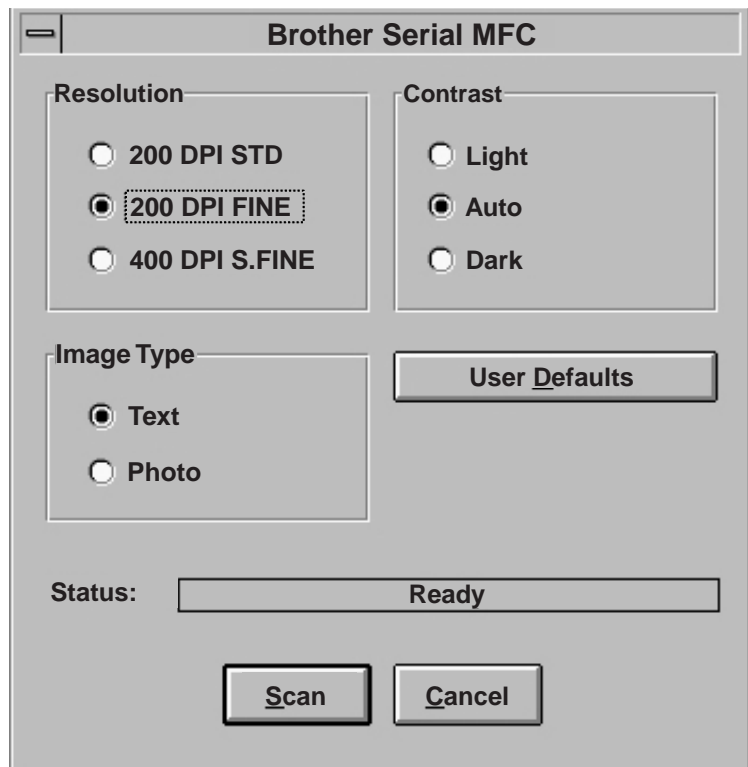 Brother Serial MFC
Resolution
200 DPI STD
200 DPI FINE
400 DPI S.FINE
Contrast
Light
Auto
Dark
Image Type
Text
Photo
User Defaults
Status:
Ready
Scan
Cancel